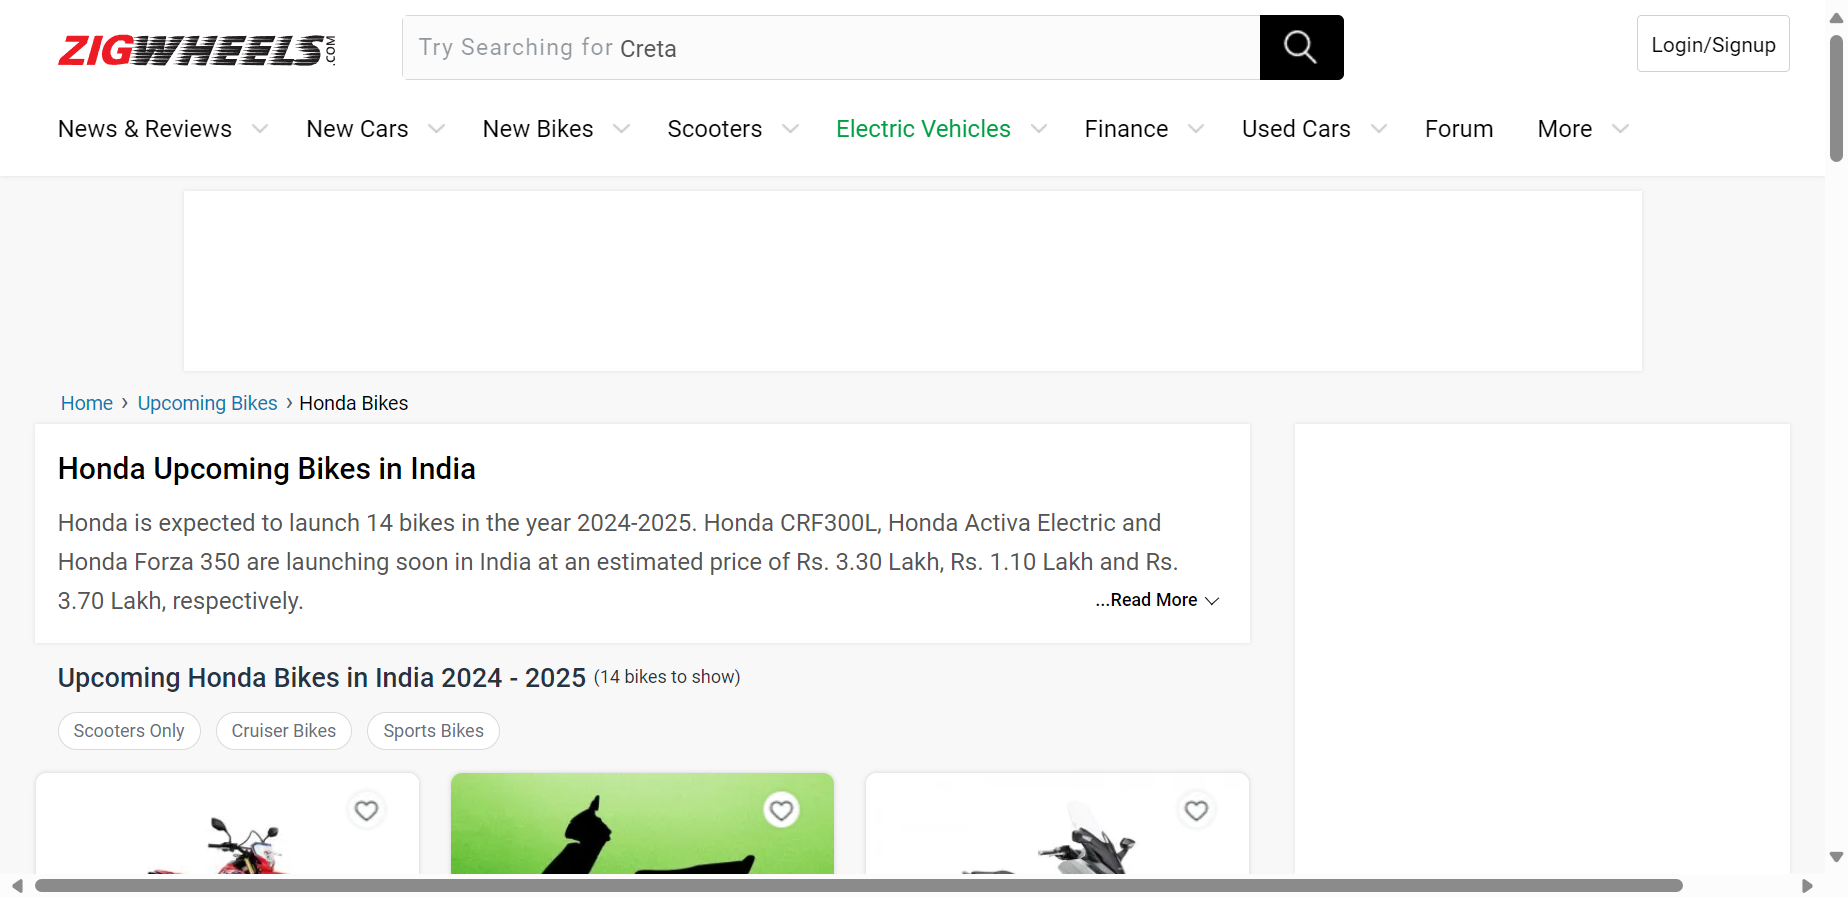 ZIGWHEELS.COM
Try Searching for Creta
Login/Signup
News & Reviews New Cars New Bikes Scooters Electric Vehicles Finance Used Cars Forum More
Home › Upcoming Bikes › Honda Bikes
Honda Upcoming Bikes in India
Honda is expected to launch 14 bikes in the year 2024-2025. Honda CRF300L, Honda Activa Electric and
Honda Forza 350 are launching soon in India at an estimated price of Rs. 3.30 Lakh, Rs. 1.10 Lakh and Rs.
3.70 Lakh, respectively. ...Read More
Upcoming Honda Bikes in India 2024 - 2025 (14 bikes to show)
Scooters Only Cruiser Bikes Sports Bikes